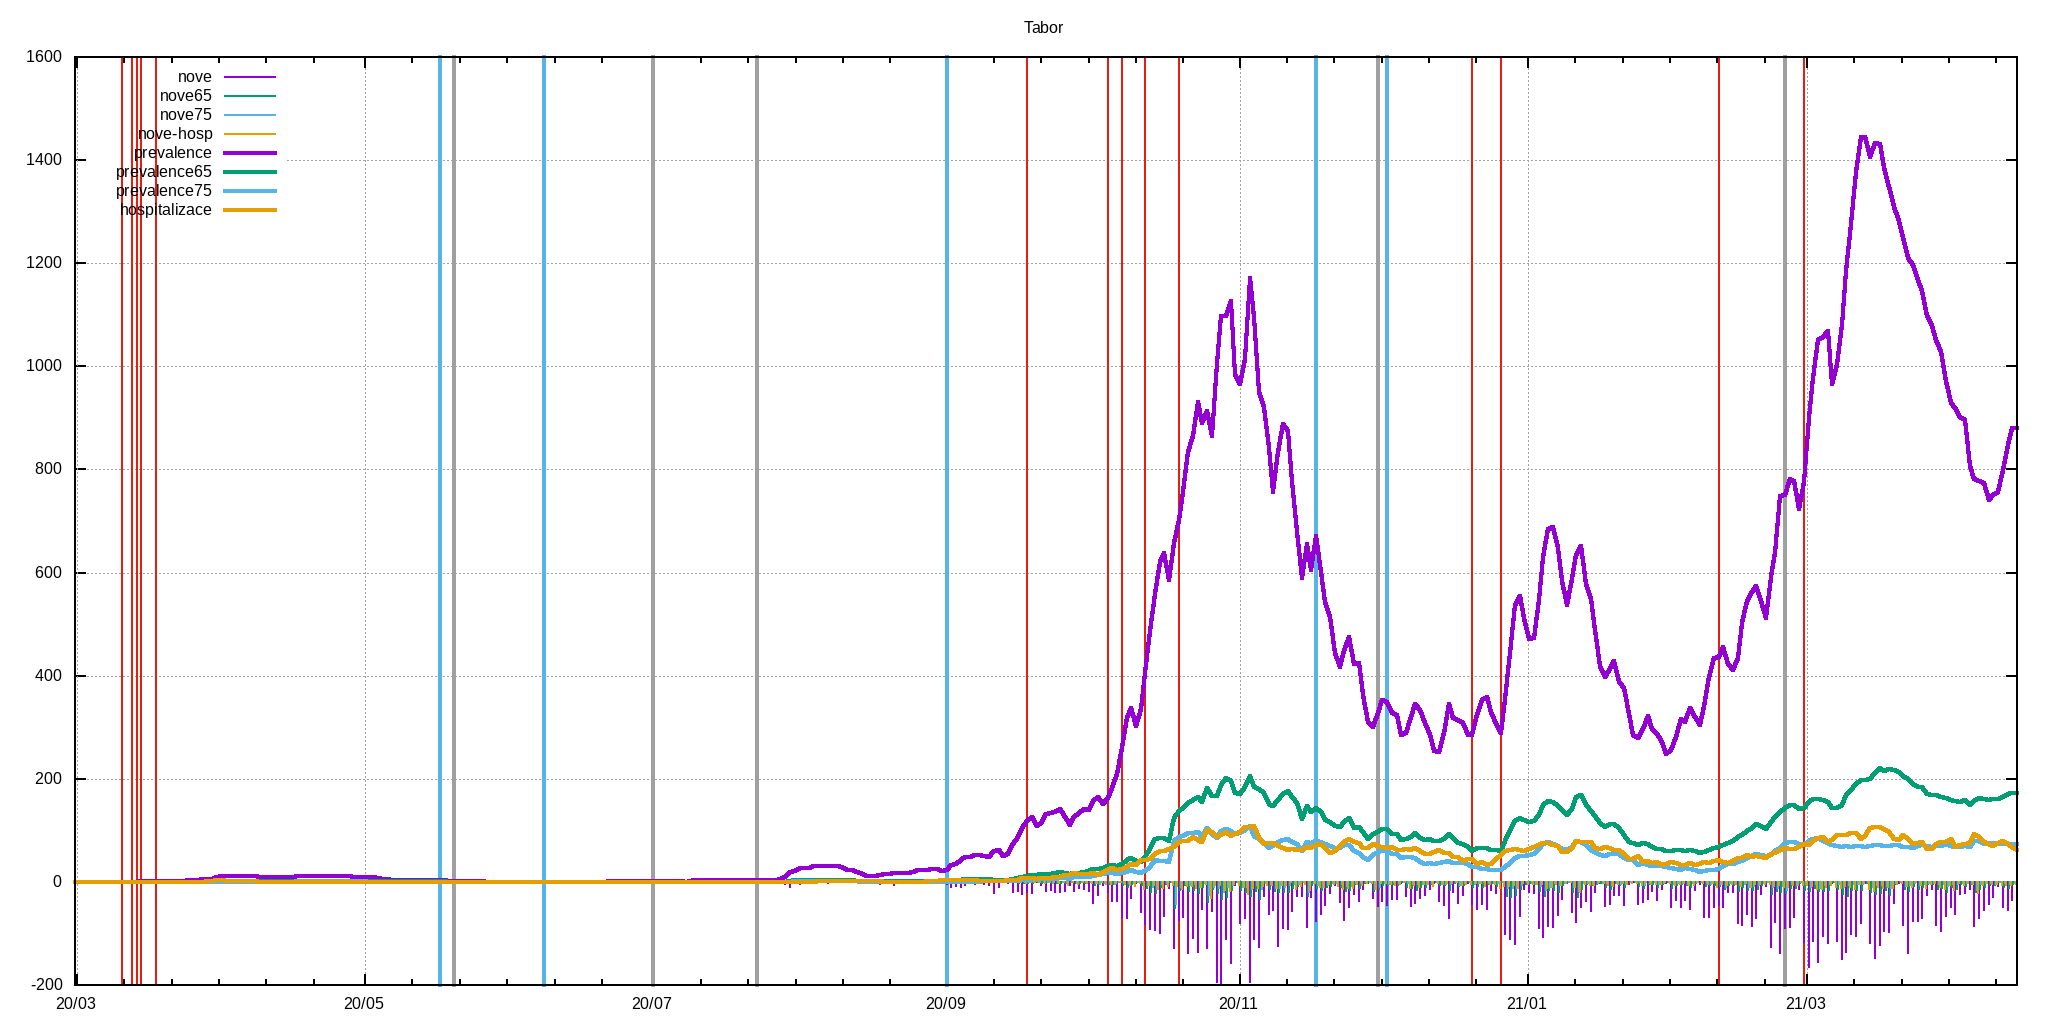 Tabor
1600
1400
1200
1000
800
600
400
200
0
-200
nove
nove65
nove75
nove-hosp
prevalence
prevalence65
prevalence75
hospitalizace
20/03 20/05 20/07 20/09 20/11 21/01 21/03